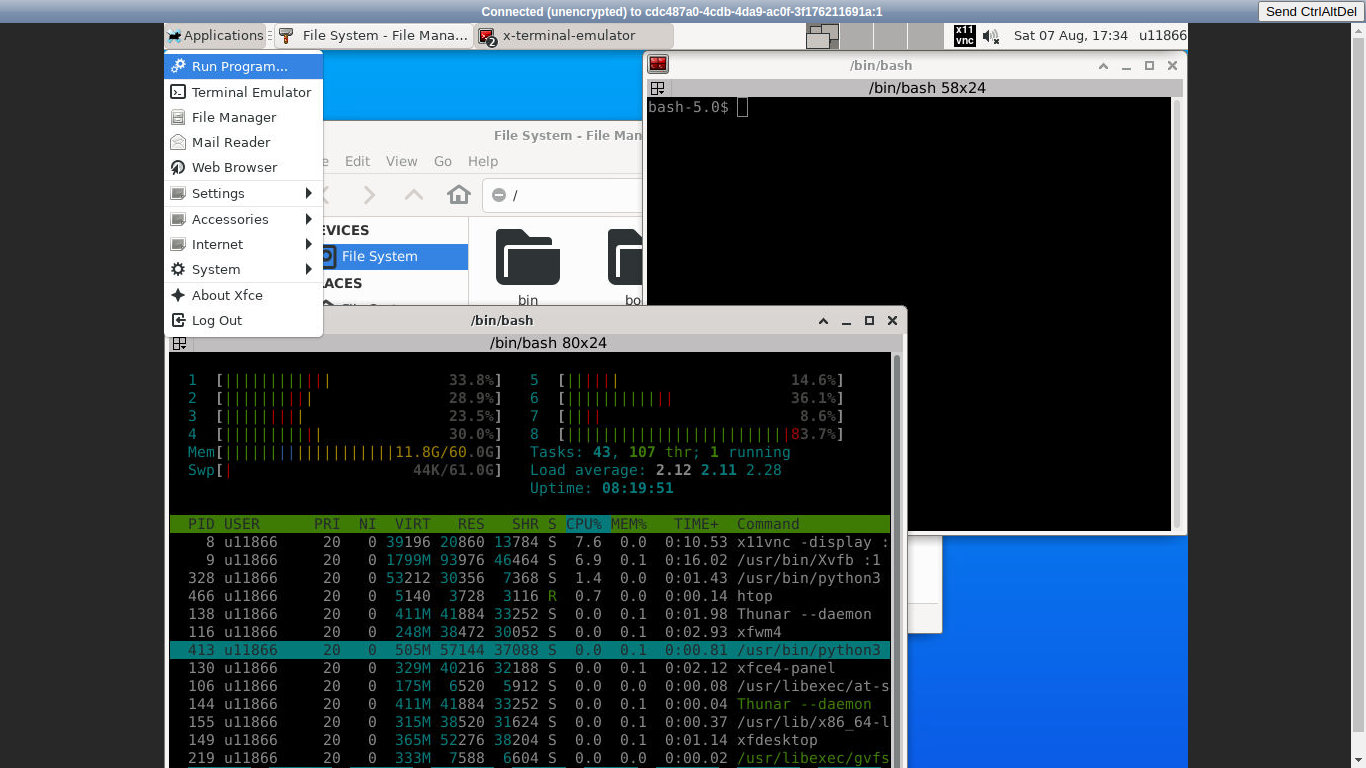 Connected (unencrypted) to cdc487a0-4cdb-4da9-ac0f-3f176211691a:1
Send CtrlAltDel
Applications
File System - File Mana...
2
x-terminal-emulator
x11
vnc
Sat 07 Aug, 17:34
u11866
Run Program...
Terminal Emulator
File Manager
Mail Reader
Web Browser
Settings
Accessories
Internet
System
About Xfce
Log Out
File System - File Man
e Edit View Go Help
/
EVICES
File System
ACES
bin
bo
/bin/bash
/bin/bash 58x24
bash-5.0$
/bin/bash
/bin/bash 80x24
1 [||||||||||||| 33.8%] 5 [|||||| 14.6%]
2 [||||||||||| 28.9%] 6 [|||||||||||| 36.1%]
3 [|||||||||| 23.5%] 7 [|||| 8.6%]
4 [|||||||||||| 30.0%] 8 [|||||||||||||||||||||||||83.7%]
Mem[|||||||||||||||||||11.8G/60.0G] Tasks: 43, 107 thr; 1 running
Swp[| 44K/61.0G] Load average: 2.12 2.11 2.28
Uptime: 08:19:51
PID USER PRI NI VIRT RES SHR S CPU% MEM% TIME+ Command
8 u11866 20 0 39196 20860 13784 S 7.6 0.0 0:10.53 x11vnc -display :
9 u11866 20 0 1799M 93976 46464 S 6.9 0.1 0:16.02 /usr/bin/Xvfb :1
328 u11866 20 0 53212 30356 7368 S 1.4 0.0 0:01.43 /usr/bin/python3
466 u11866 20 0 5140 3728 3116 R 0.7 0.0 0:00.14 htop
138 u11866 20 0 411M 41884 33252 S 0.0 0.1 0:01.98 Thunar --daemon
116 u11866 20 0 248M 38472 30052 S 0.0 0.1 0:02.93 xfwm4
413 u11866 20 0 505M 57144 37088 S 0.0 0.1 0:00.81 /usr/bin/python3
130 u11866 20 0 329M 40216 32188 S 0.0 0.1 0:02.12 xfce4-panel
106 u11866 20 0 175M 6520 5912 S 0.0 0.0 0:00.08 /usr/libexec/at-s
144 u11866 20 0 411M 41884 33252 S 0.0 0.1 0:00.04 Thunar --daemon
155 u11866 20 0 315M 38520 31624 S 0.0 0.1 0:00.37 /usr/lib/x86_64-l
149 u11866 20 0 365M 52276 38204 S 0.0 0.1 0:01.14 xfdesktop
219 u11866 20 0 333M 7588 6604 S 0.0 0.0 0:00.02 /usr/libexec/gvfs